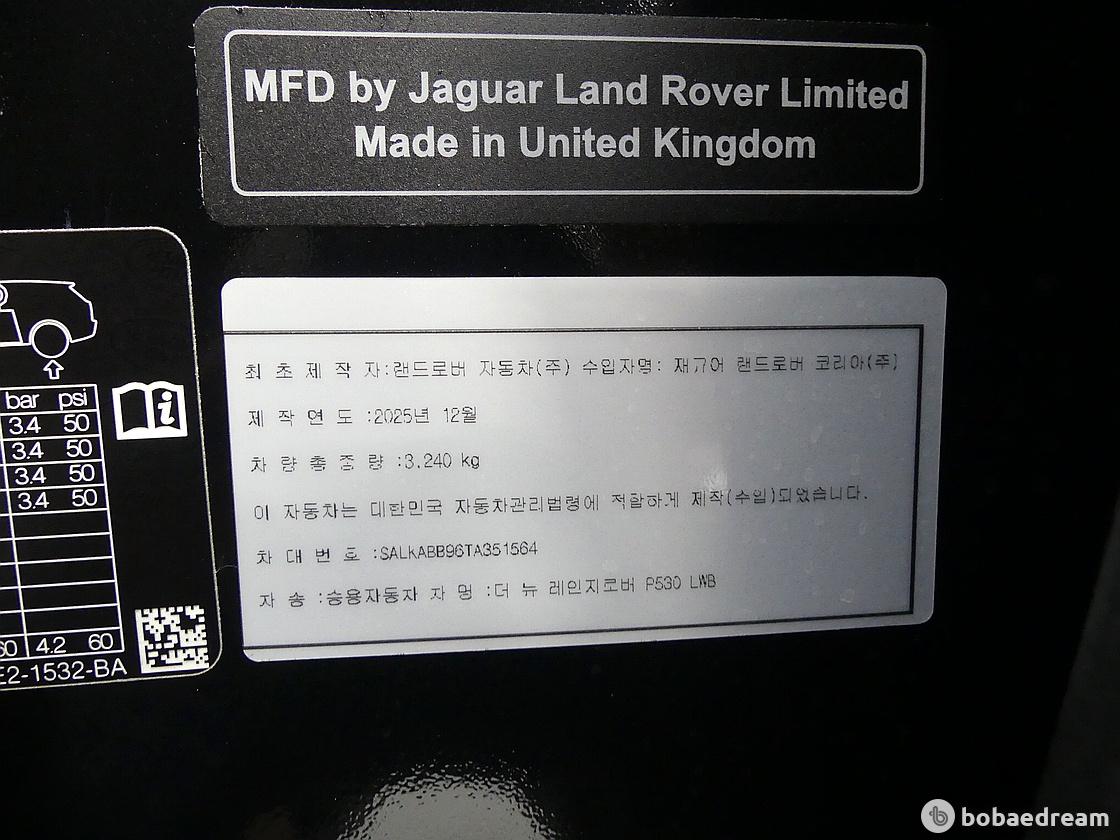 MFD by Jaguar Land Rover Limited
Made in United Kingdom
bar psi
3.4 50
3.4 50
3.4 50
3.4 50
60 4.2 60
E2-1532-BA
최 초 제 작 자:랜드로버 자동차(주) 수입자명: 재규어 랜드로버 코리아(주)
제 작 연 도 :2025년 12월
차 량 총 중 량 :3,240 kg
이 자동차는 대한민국 자동차관리법령에 적합하게 제작(수입)되었습니다.
차 대 번 호 :SALKABB96TA351564
차 종 :승용자동차 차 명 :더 뉴 레인지로버 P530 LWB
bobaedream